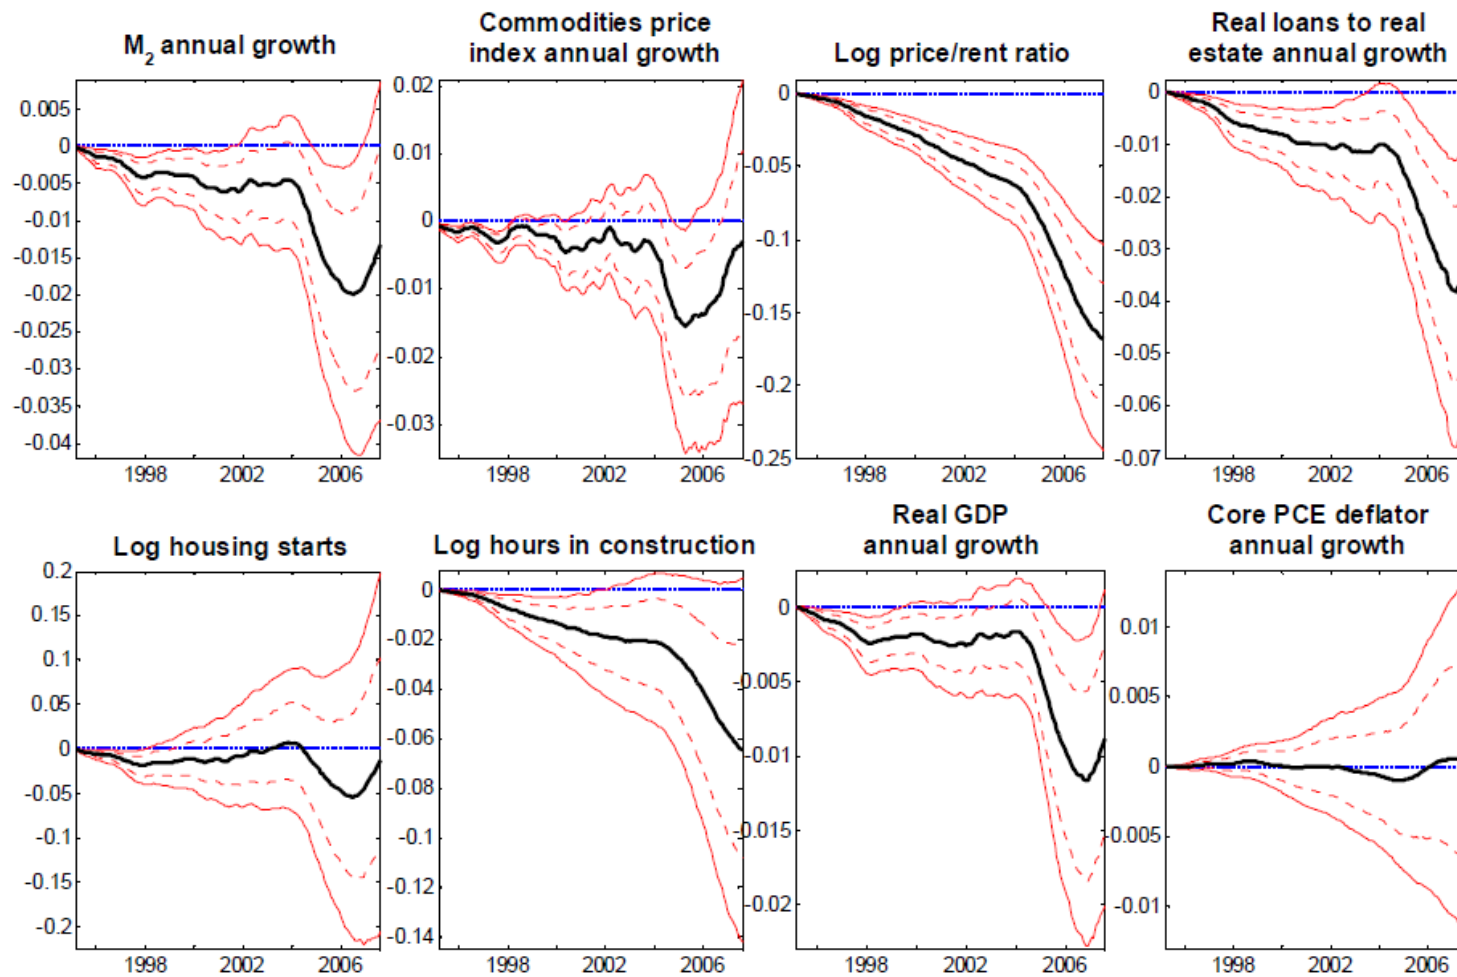 M2 annual growth
0.005
0
-0.005
-0.01
-0.015
-0.02
-0.025
-0.03
-0.035
-0.04
1998 2002 2006
Commodities price
index annual growth
0.02
0.01
0
-0.01
-0.02
-0.03
1998 2002 2006
Log price/rent ratio
0
-0.05
-0.1
-0.15
-0.2
-0.25
1998 2002 2006
Real loans to real
estate annual growth
0
-0.01
-0.02
-0.03
-0.04
-0.05
-0.06
-0.07
1998 2002 2006
Log housing starts
0.2
0.15
0.1
0.05
0
-0.05
-0.1
-0.15
-0.2
1998 2002 2006
Log hours in construction
0
-0.02
-0.04
-0.06
-0.08
-0.1
-0.12
-0.14
1998 2002 2006
Real GDP
annual growth
0
-0.005
-0.01
-0.015
-0.02
1998 2002 2006
Core PCE deflator
annual growth
0.01
0.005
0
-0.005
-0.01
1998 2002 2006